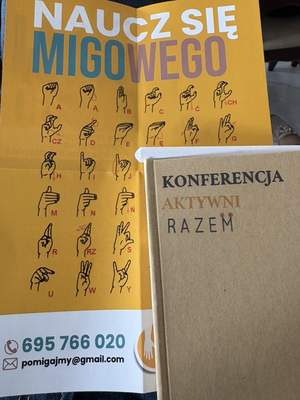 NAUCZ SIĘ
MIGOWEGO
A Ą B C Ć CH
CZ D E Ę F G
H I J
M N Ń
R RZ S
U W Y
695 766 020
pomigajmy@gmail.com
KONFERENCJA
AKTYWNI
RAZEM